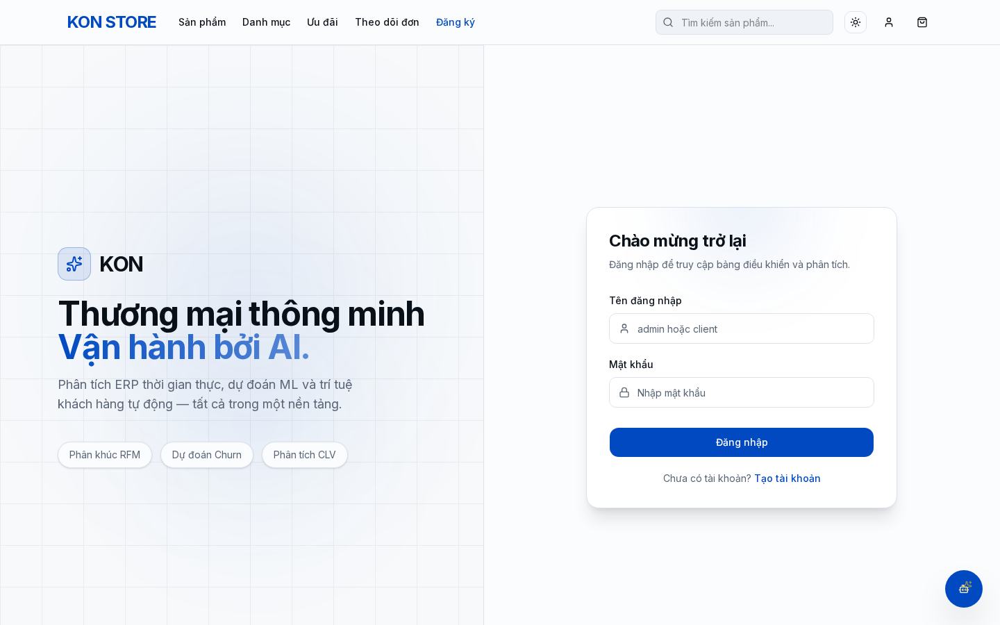 KON STORE
Sản phẩm
Danh mục
Ưu đãi
Theo dõi đơn
Đăng ký
Tìm kiếm sản phẩm...
KON
Thương mại thông minh
Vận hành bởi AI.
Phân tích ERP thời gian thực, dự đoán ML và trí tuệ
khách hàng tự động — tất cả trong một nền tảng.
Phân khúc RFM
Dự đoán Churn
Phân tích CLV
Chào mừng trở lại
Đăng nhập để truy cập bảng điều khiển và phân tích.
Tên đăng nhập
admin hoặc client
Mật khẩu
Nhập mật khẩu
Đăng nhập
Chưa có tài khoản? Tạo tài khoản